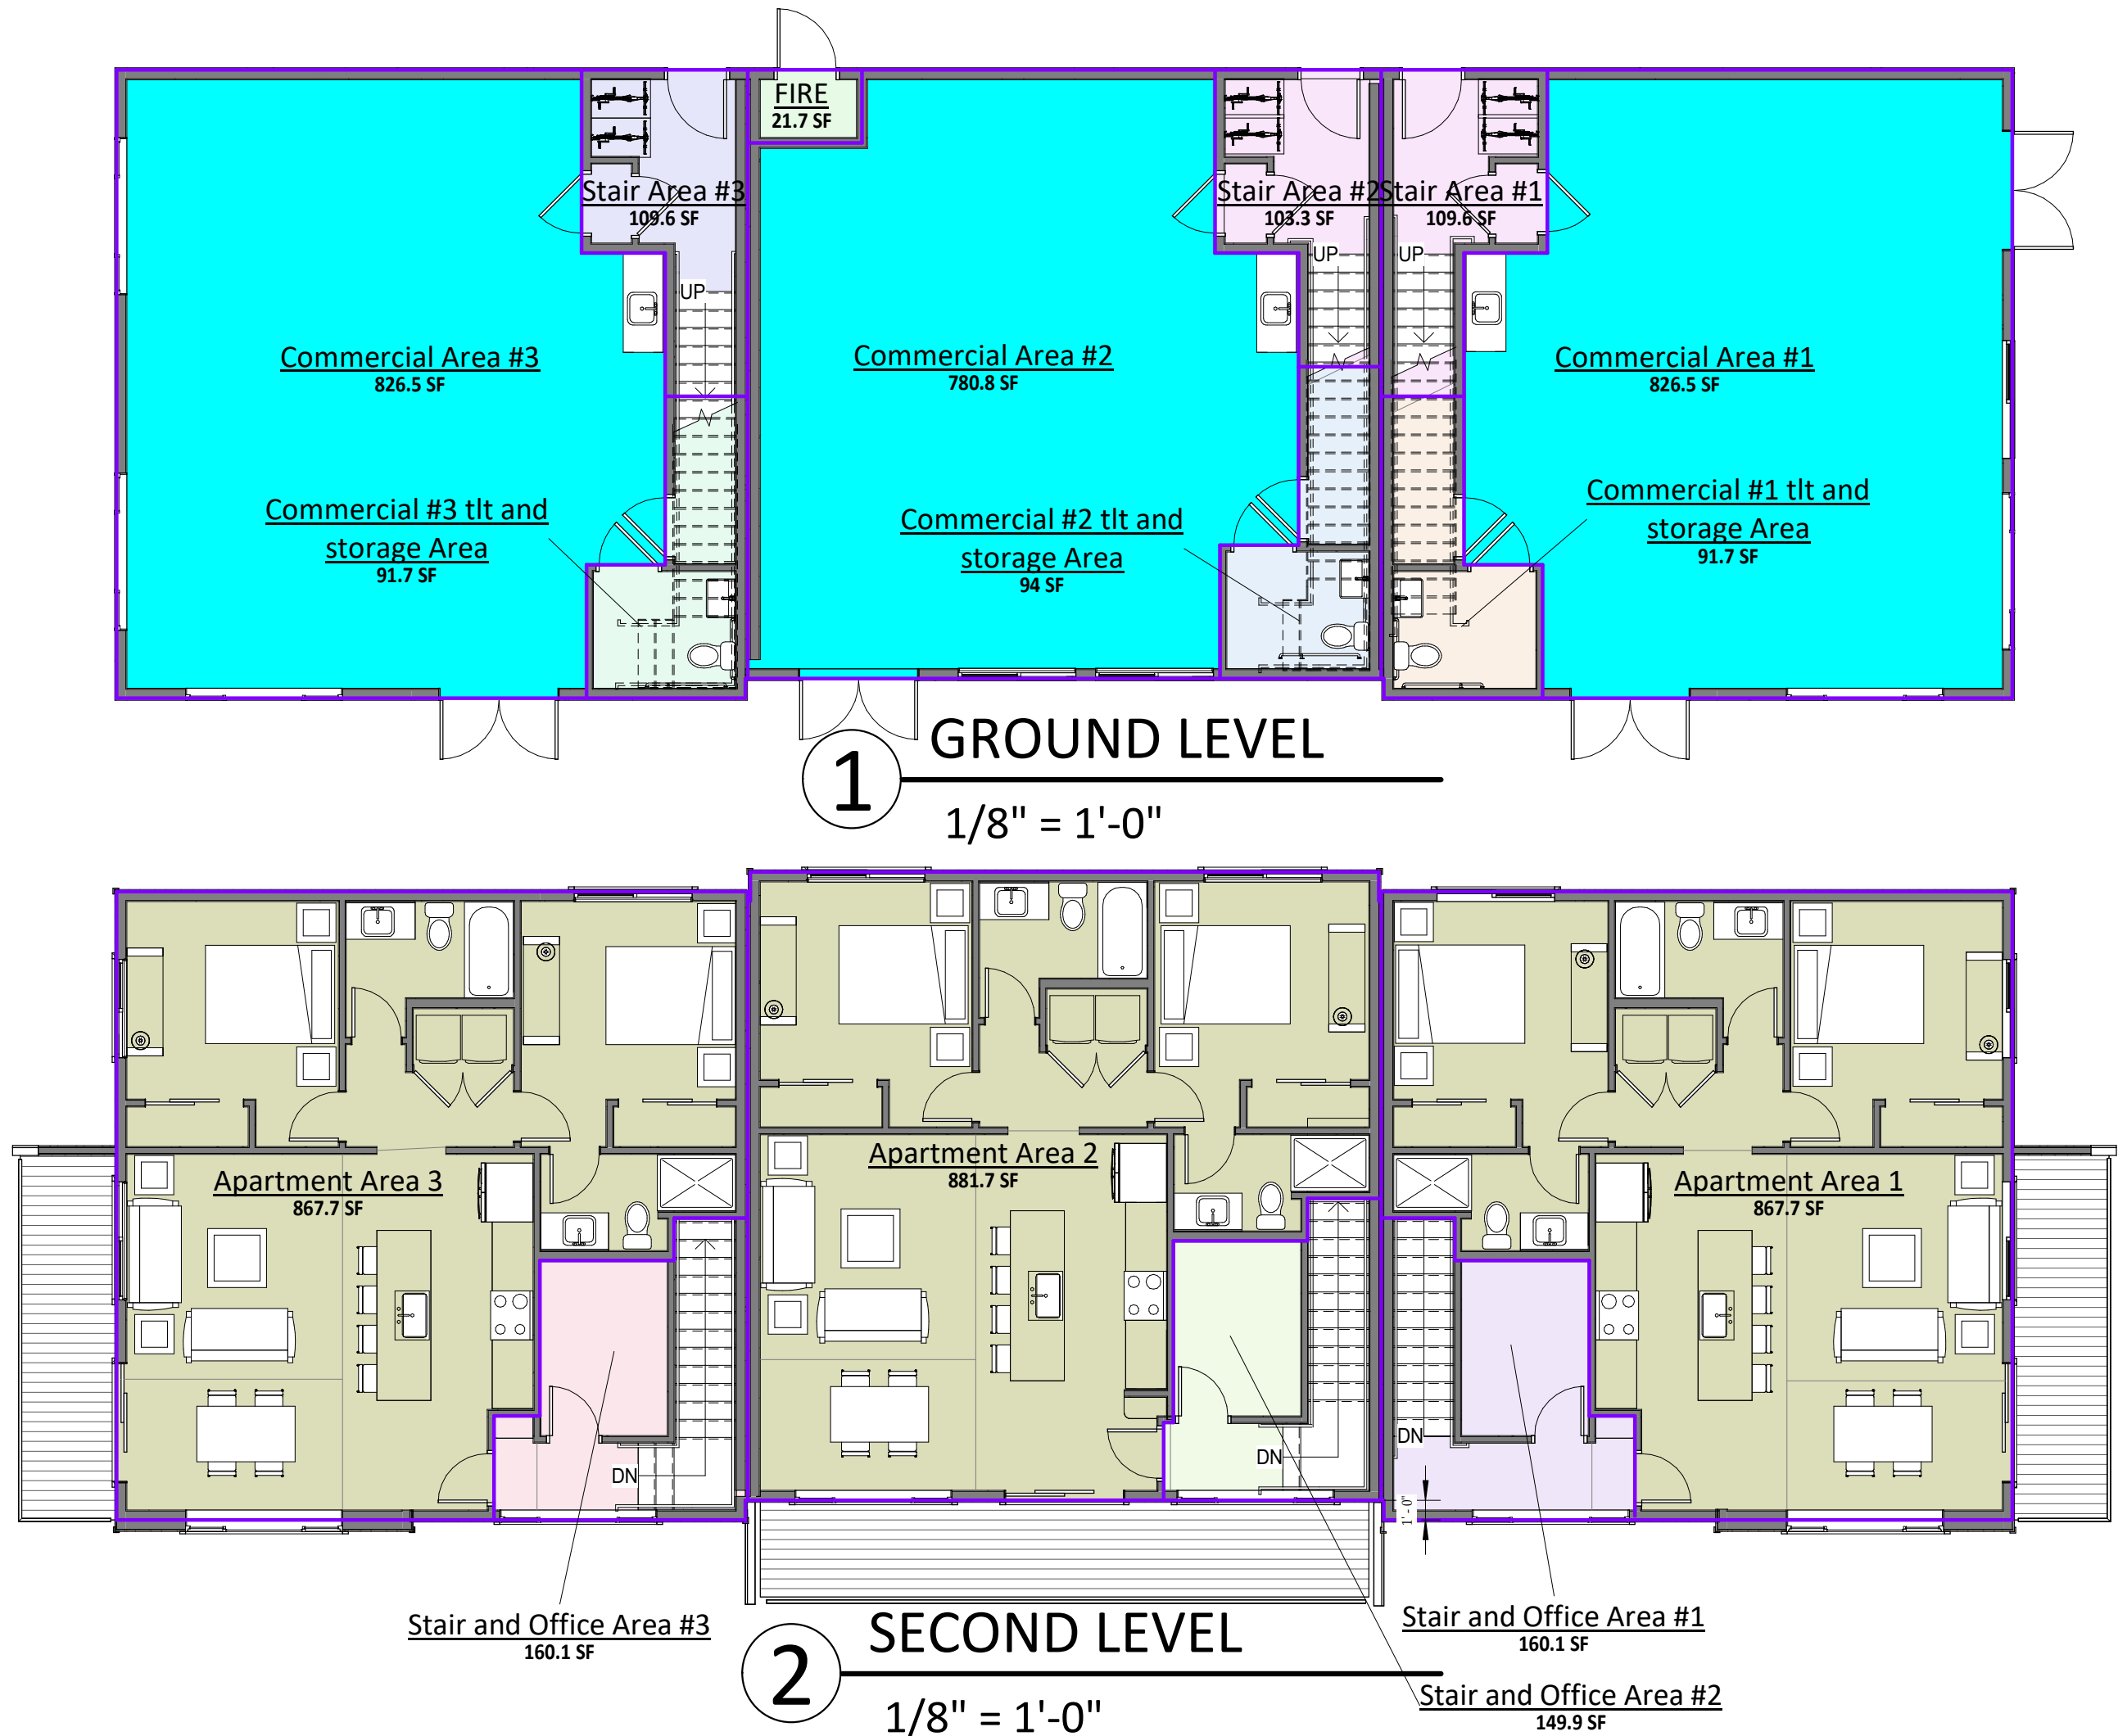 FIRE
21.7 SF
Stair Area #3
109.6 SF
Stair Area #2
103.3 SF
Stair Area #1
109.6 SF
UP
UP
UP
Commercial Area #3
826.5 SF
Commercial Area #2
780.8 SF
Commercial Area #1
826.5 SF
Commercial #3 tlt and
storage Area
91.7 SF
Commercial #2 tlt and
storage Area
94 SF
Commercial #1 tlt and
storage Area
91.7 SF
1
GROUND LEVEL
1/8" = 1'-0"
Apartment Area 3
867.7 SF
Apartment Area 2
881.7 SF
Apartment Area 1
867.7 SF
DN
DN
DN
1' - 0"
Stair and Office Area #3
160.1 SF
Stair and Office Area #1
160.1 SF
Stair and Office Area #2
149.9 SF
2
SECOND LEVEL
1/8" = 1'-0"